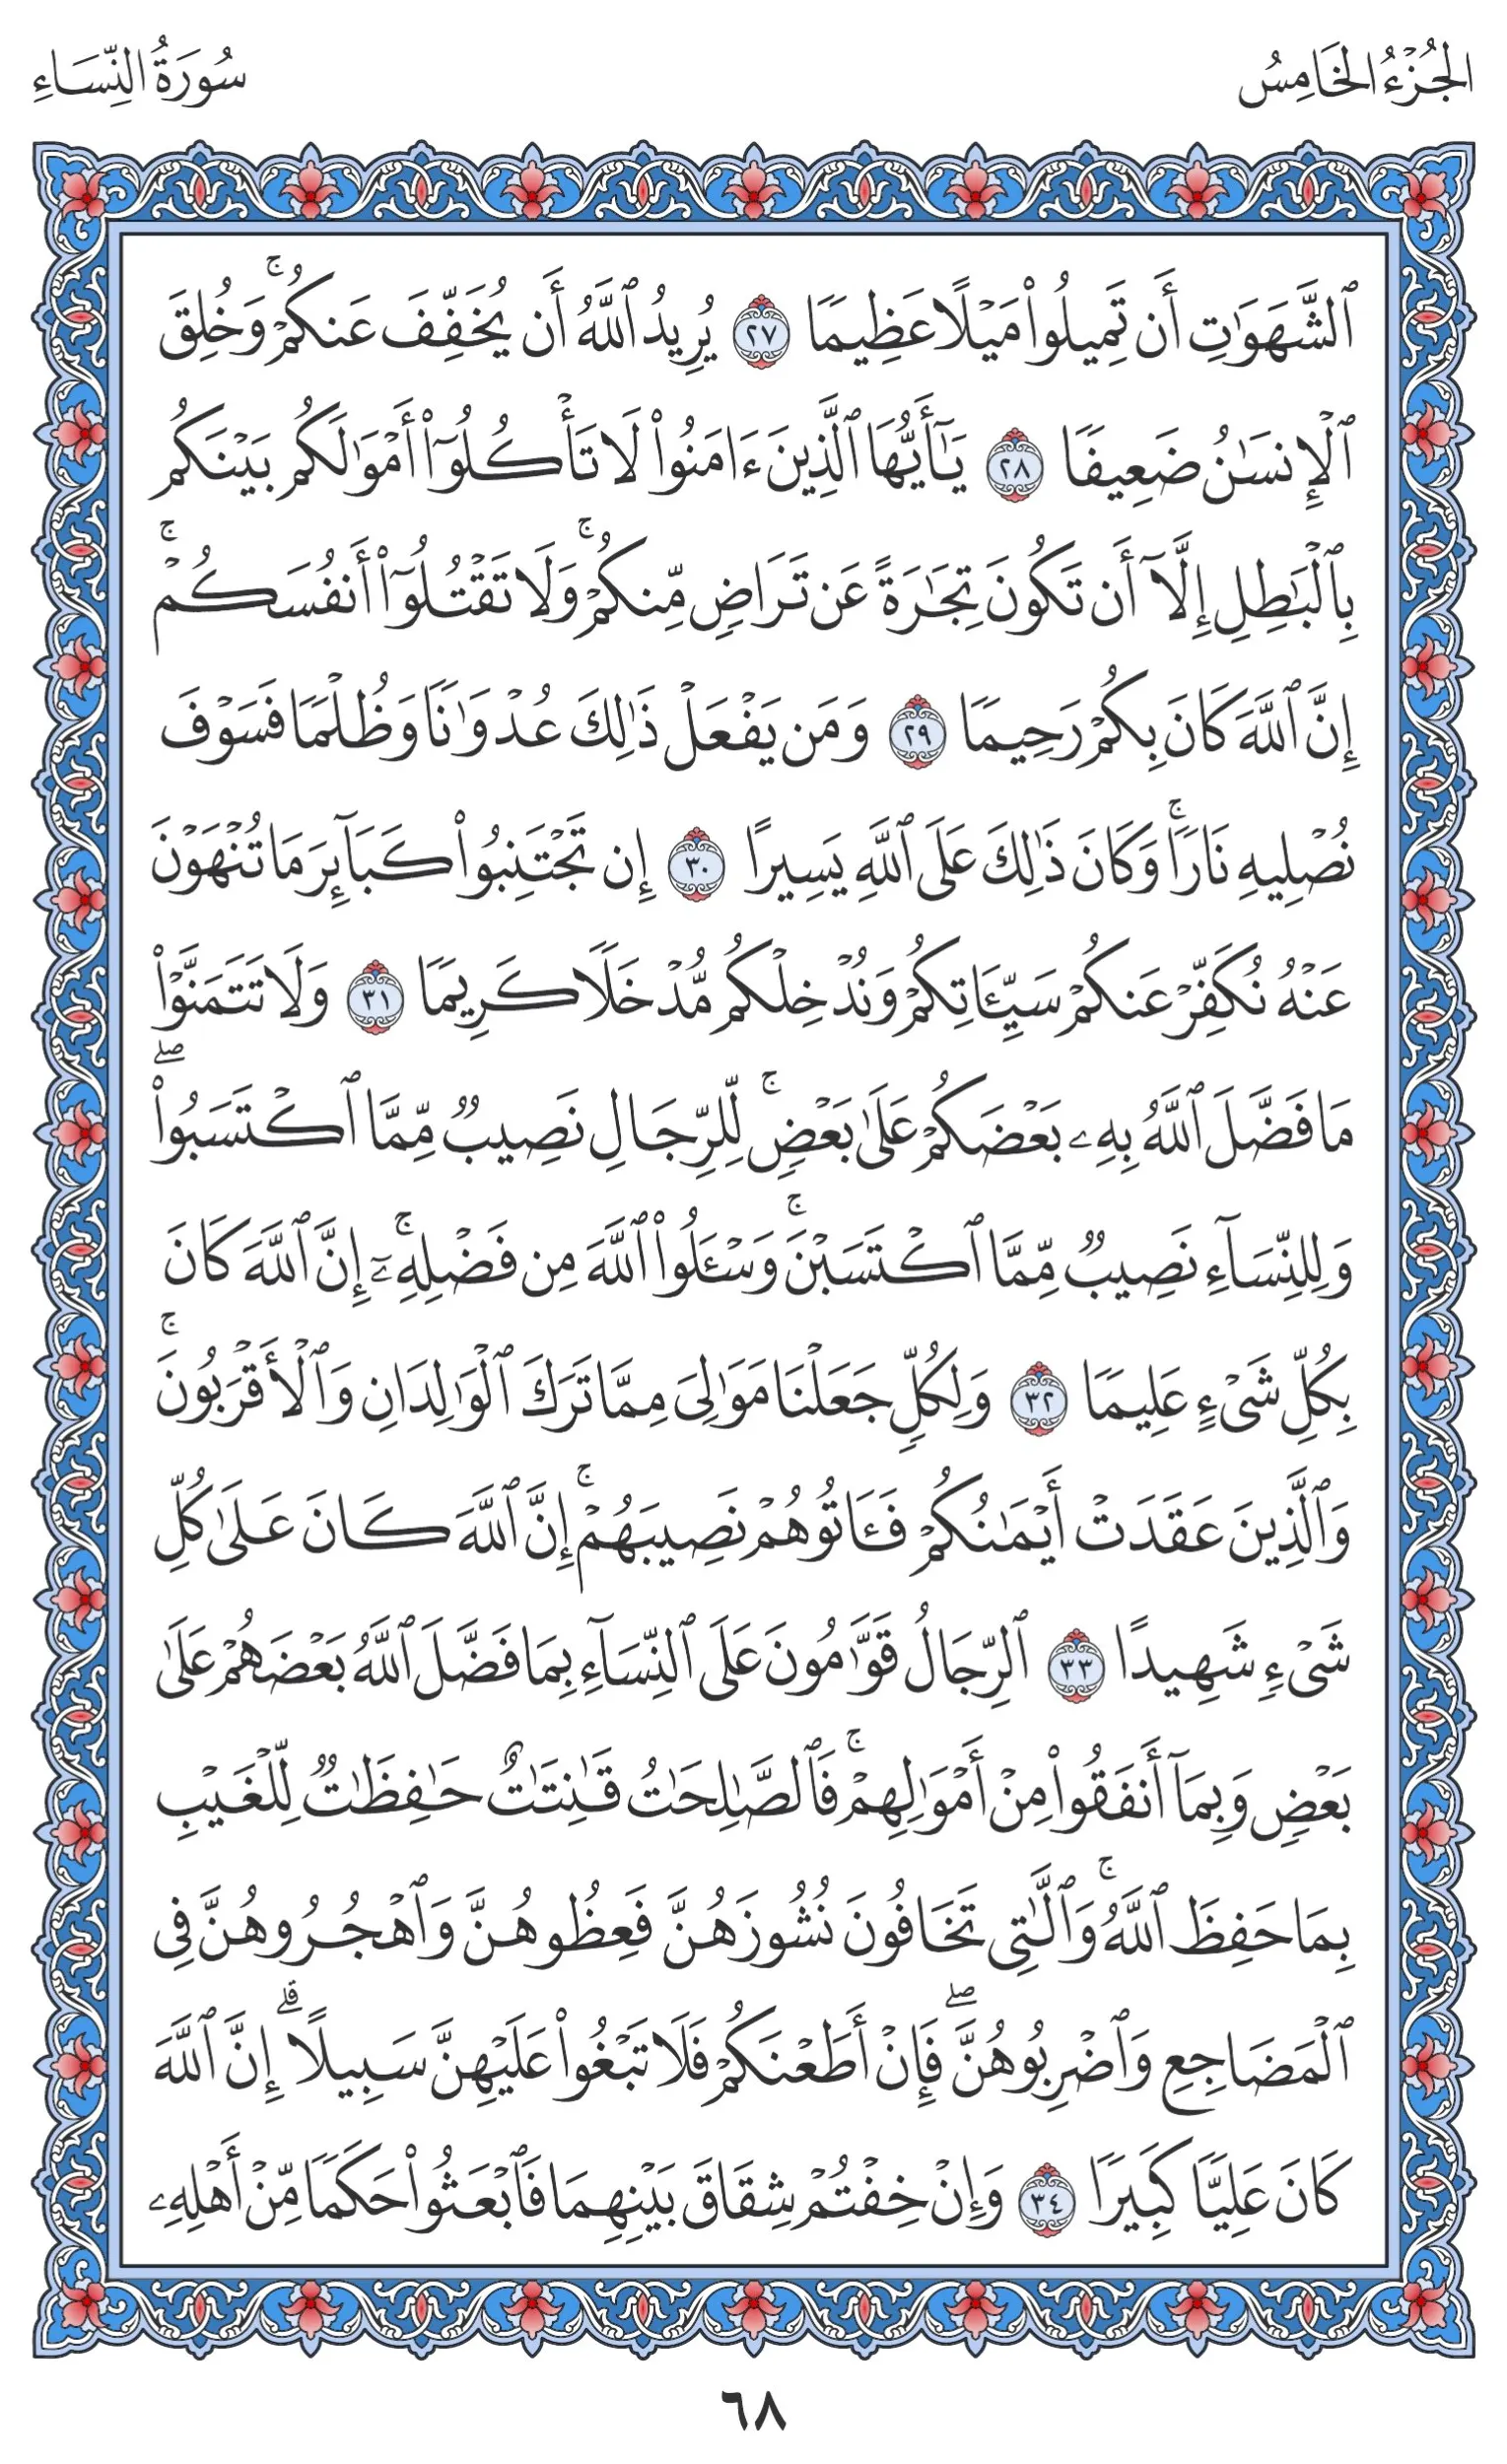 الجُزْءُ الخَامِسُ
سُورَةُ النِّسَاءِ
ٱلشَّهَوَٰتِ أَن تَمِيلُوا۟ مَيْلًا عَظِيمًا ٢٧ يُرِيدُ ٱللَّهُ أَن يُخَفِّفَ عَنكُمْ ۚ وَخُلِقَ
ٱلْإِنسَٰنُ ضَعِيفًا ٢٨ يَٰٓأَيُّهَا ٱلَّذِينَ ءَامَنُوا۟ لَا تَأْكُلُوٓا۟ أَمْوَٰلَكُم بَيْنَكُم
بِٱلْبَٰطِلِ إِلَّآ أَن تَكُونَ تِجَٰرَةً عَن تَرَاضٍ مِّنكُمْ ۚ وَلَا تَقْتُلُوٓا۟ أَنفُسَكُمْ ۚ
إِنَّ ٱللَّهَ كَانَ بِكُمْ رَحِيمًا ٢٩ وَمَن يَفْعَلْ ذَٰلِكَ عُدْوَٰنًا وَظُلْمًا فَسَوْفَ
نُصْلِيهِ نَارًا ۚ وَكَانَ ذَٰلِكَ عَلَى ٱللَّهِ يَسِيرًا ٣٠ إِن تَجْتَنِبُوا۟ كَبَآئِرَ مَا تُنْهَوْنَ
عَنْهُ نُكَفِّرْ عَنكُمْ سَيِّـَٔاتِكُمْ وَنُدْخِلْكُم مُّدْخَلًا كَرِيمًا ٣١ وَلَا تَتَمَنَّوْا۟
مَا فَضَّلَ ٱللَّهُ بِهِۦ بَعْضَكُمْ عَلَىٰ بَعْضٍ ۚ لِّلرِّجَالِ نَصِيبٌ مِّمَّا ٱكْتَسَبُوا۟ ۖ
وَلِلنِّسَآءِ نَصِيبٌ مِّمَّا ٱكْتَسَبْنَ ۚ وَسْـَٔلُوا۟ ٱللَّهَ مِن فَضْلِهِۦٓ ۚ إِنَّ ٱللَّهَ كَانَ
بِكُلِّ شَىْءٍ عَلِيمًا ٣٢ وَلِكُلٍّ جَعَلْنَا مَوَٰلِىَ مِمَّا تَرَكَ ٱلْوَٰلِدَانِ وَٱلْأَقْرَبُونَ ۚ
وَٱلَّذِينَ عَقَدَتْ أَيْمَٰنُكُمْ فَـَٔاتُوهُمْ نَصِيبَهُمْ ۚ إِنَّ ٱللَّهَ كَانَ عَلَىٰ كُلِّ
شَىْءٍ شَهِيدًا ٣٣ ٱلرِّجَالُ قَوَّٰمُونَ عَلَى ٱلنِّسَآءِ بِمَا فَضَّلَ ٱللَّهُ بَعْضَهُمْ عَلَىٰ
بَعْضٍ وَبِمَآ أَنفَقُوا۟ مِنْ أَمْوَٰلِهِمْ ۚ فَٱلصَّٰلِحَٰتُ قَٰنِتَٰتٌ حَٰفِظَٰتٌ لِّلْغَيْبِ
بِمَا حَفِظَ ٱللَّهُ ۚ وَٱلَّٰتِى تَخَافُونَ نُشُوزَهُنَّ فَعِظُوهُنَّ وَٱهْجُرُوهُنَّ فِى
ٱلْمَضَاجِعِ وَٱضْرِبُوهُنَّ ۖ فَإِنْ أَطَعْنَكُمْ فَلَا تَبْغُوا۟ عَلَيْهِنَّ سَبِيلًا ۗ إِنَّ ٱللَّهَ
كَانَ عَلِيًّا كَبِيرًا ٣٤ وَإِنْ خِفْتُمْ شِقَاقَ بَيْنِهِمَا فَٱبْعَثُوا۟ حَكَمًا مِّنْ أَهْلِهِۦ
٦٨